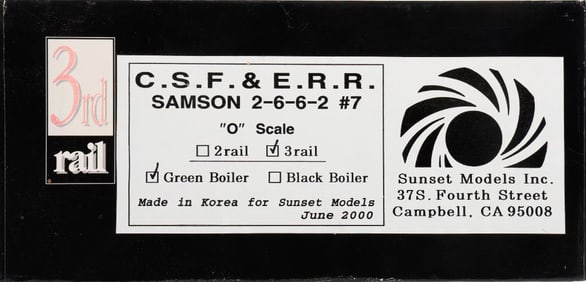 3rd
rail
C.S.F. & E.R.R.
SAMSON 2-6-6-2 #7
"O" Scale
2rail 3rail
Green Boiler Black Boiler
Made in Korea for Sunset Models
June 2000
Sunset Models Inc.
37S. Fourth Street
Campbell, CA 95008